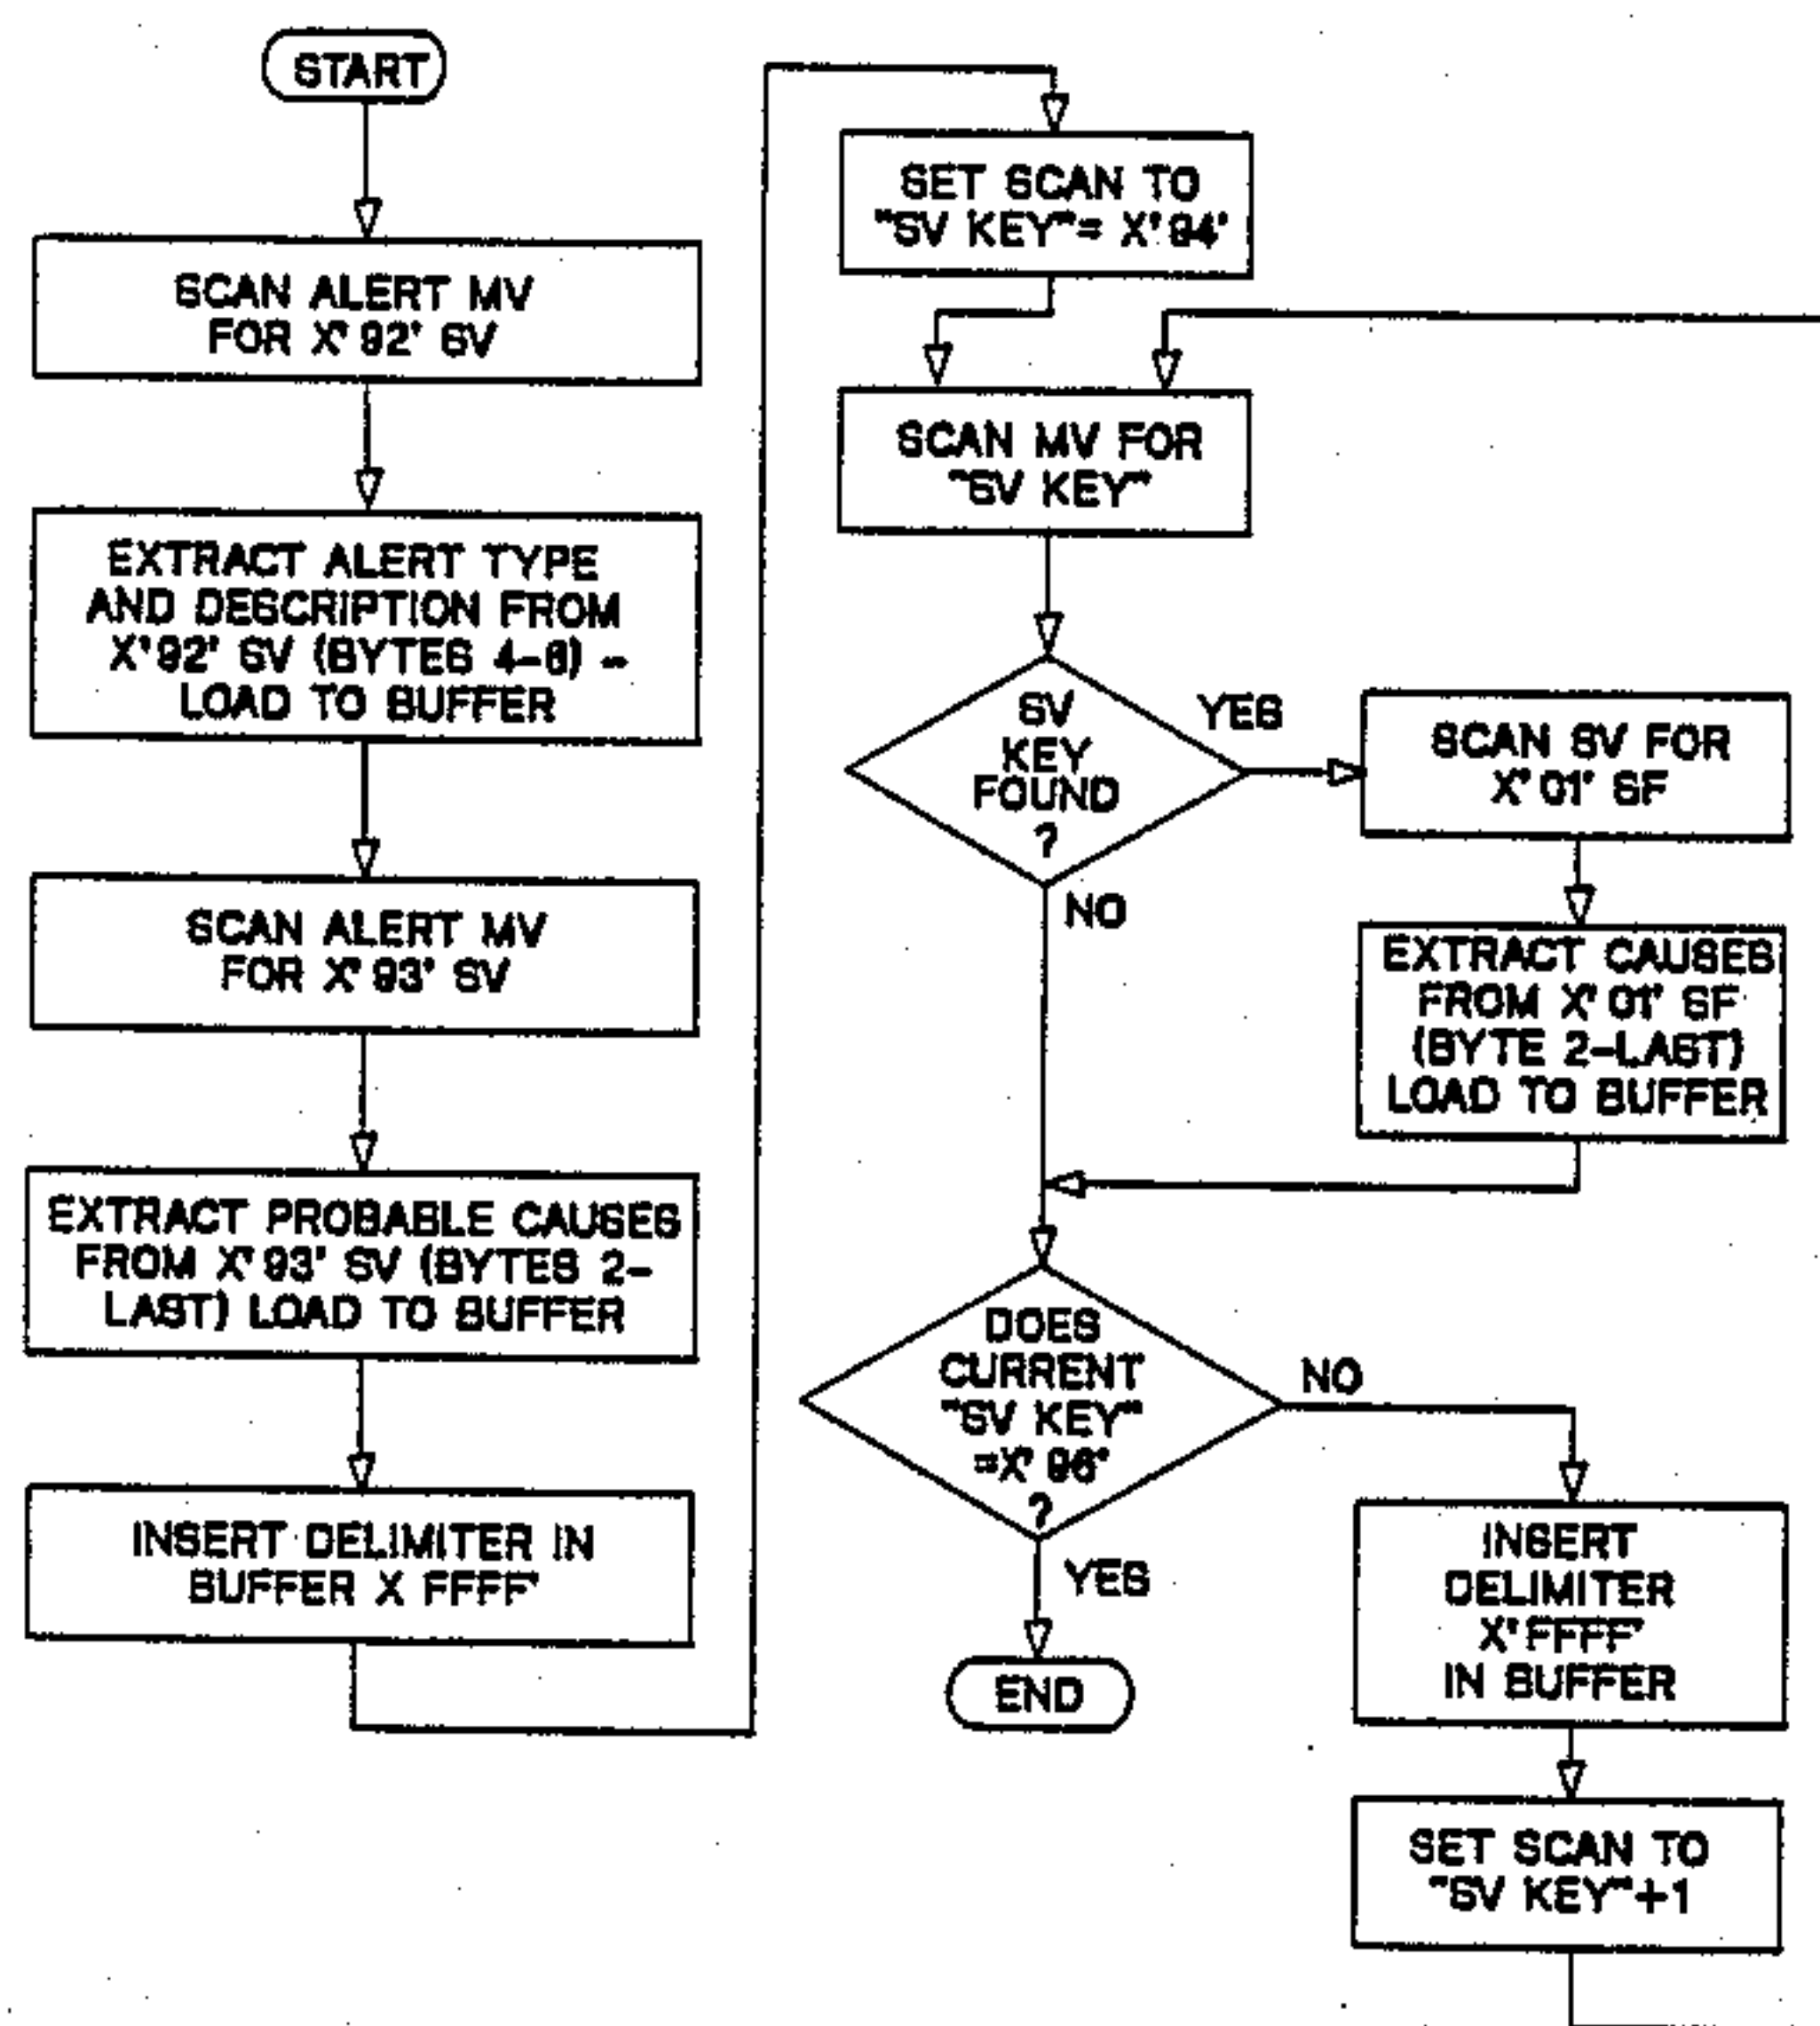 START
SCAN ALERT MV
FOR X'92' SV
EXTRACT ALERT TYPE
AND DESCRIPTION FROM
X'92' SV (BYTES 4-6) -
LOAD TO BUFFER
SCAN ALERT MV
FOR X'93' SV
EXTRACT PROBABLE CAUSES
FROM X'93' SV (BYTES 2-
LAST) LOAD TO BUFFER
INSERT DELIMITER IN
BUFFER X FFFF'
SET SCAN TO
"SV KEY"= X'94'
SCAN MV FOR
"SV KEY"
SV
KEY
FOUND
?
YES
NO
SCAN SV FOR
X'01' SF
EXTRACT CAUSES
FROM X'01' SF
(BYTE 2-LAST)
LOAD TO BUFFER
DOES
CURRENT
"SV KEY"
=X'96'
?
NO
YES
END
INSERT
DELIMITER
X'FFFF'
IN BUFFER
SET SCAN TO
"SV KEY"+1